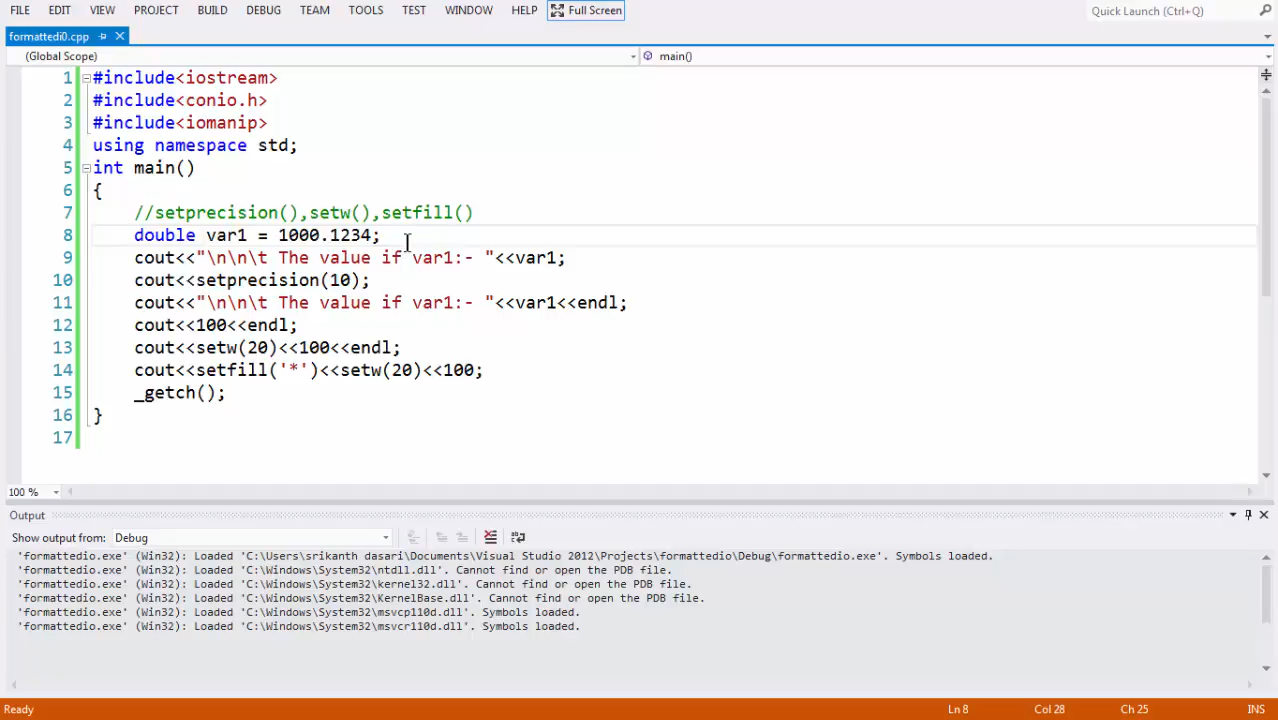 FILE EDIT VIEW PROJECT BUILD DEBUG TEAM TOOLS TEST WINDOW HELP Full Screen Quick Launch (Ctrl+Q)
formattedi0.cpp
(Global Scope) main()
1 #include<iostream>
2 #include<conio.h>
3 #include<iomanip>
4 using namespace std;
5 int main()
6 {
7 //setprecision(),setw(),setfill()
8 double var1 = 1000.1234;
9 cout<<"\n\n\t The value if var1:- "<<var1;
10 cout<<setprecision(10);
11 cout<<"\n\n\t The value if var1:- "<<var1<<endl;
12 cout<<100<<endl;
13 cout<<setw(20)<<100<<endl;
14 cout<<setfill('*')<<setw(20)<<100;
15 _getch();
16 }
17
100 %
Output
Show output from: Debug
'formattedio.exe' (Win32): Loaded 'C:\Users\srikanth dasari\Documents\Visual Studio 2012\Projects\formattedio\Debug\formattedio.exe'. Symbols loaded.
'formattedio.exe' (Win32): Loaded 'C:\Windows\System32\ntdll.dll'. Cannot find or open the PDB file.
'formattedio.exe' (Win32): Loaded 'C:\Windows\System32\kernel32.dll'. Cannot find or open the PDB file.
'formattedio.exe' (Win32): Loaded 'C:\Windows\System32\KernelBase.dll'. Cannot find or open the PDB file.
'formattedio.exe' (Win32): Loaded 'C:\Windows\System32\msvcp110d.dll'. Symbols loaded.
'formattedio.exe' (Win32): Loaded 'C:\Windows\System32\msvcr110d.dll'. Symbols loaded.
Ready Ln 8 Col 28 Ch 25 INS